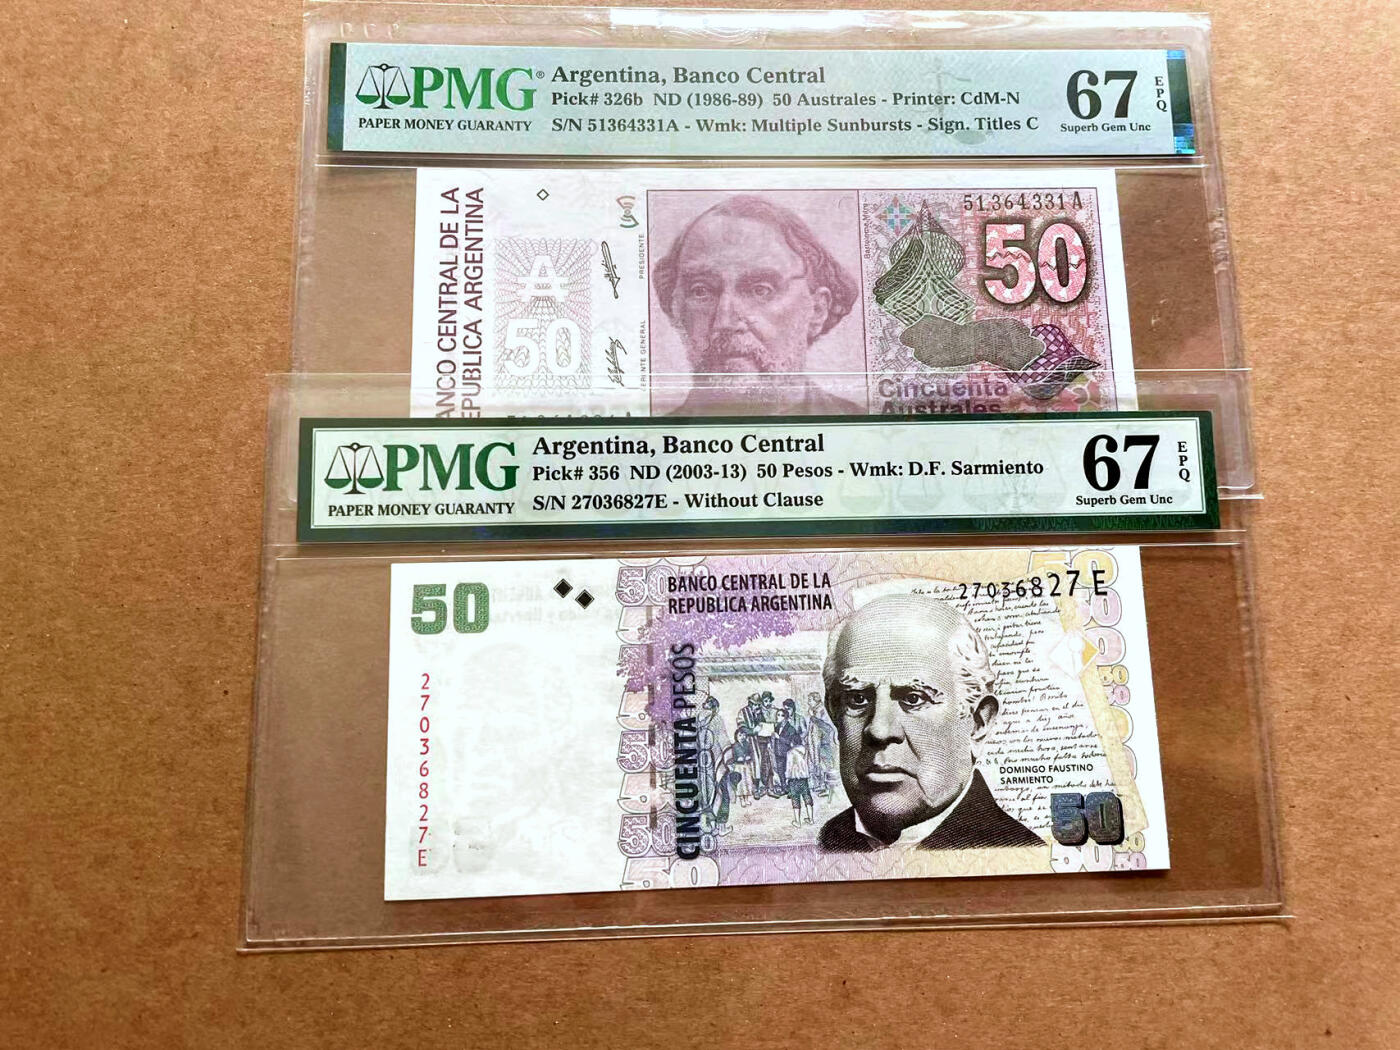 PMG®
PAPER MONEY GUARANTY
Argentina, Banco Central
Pick# 326b ND (1986-89) 50 Australes - Printer: CdM-N
S/N 51364331A - Wmk: Multiple Sunbursts - Sign. Titles C
67
EPQ
Superb Gem Unc
BANCO CENTRAL DE LA
REPUBLICA ARGENTINA
A
50
PRESIDENTE
51.364.331 A
50
Cincuenta
Australes
PMG
PAPER MONEY GUARANTY
Argentina, Banco Central
Pick# 356 ND (2003-13) 50 Pesos - Wmk: D.F. Sarmiento
S/N 27036827E - Without Clause
67
EPQ
Superb Gem Unc
50
27036827E
BANCO CENTRAL DE LA
REPUBLICA ARGENTINA
CINCUENTA PESOS
27036827 E
DOMINGO FAUSTINO
SARMIENTO
50